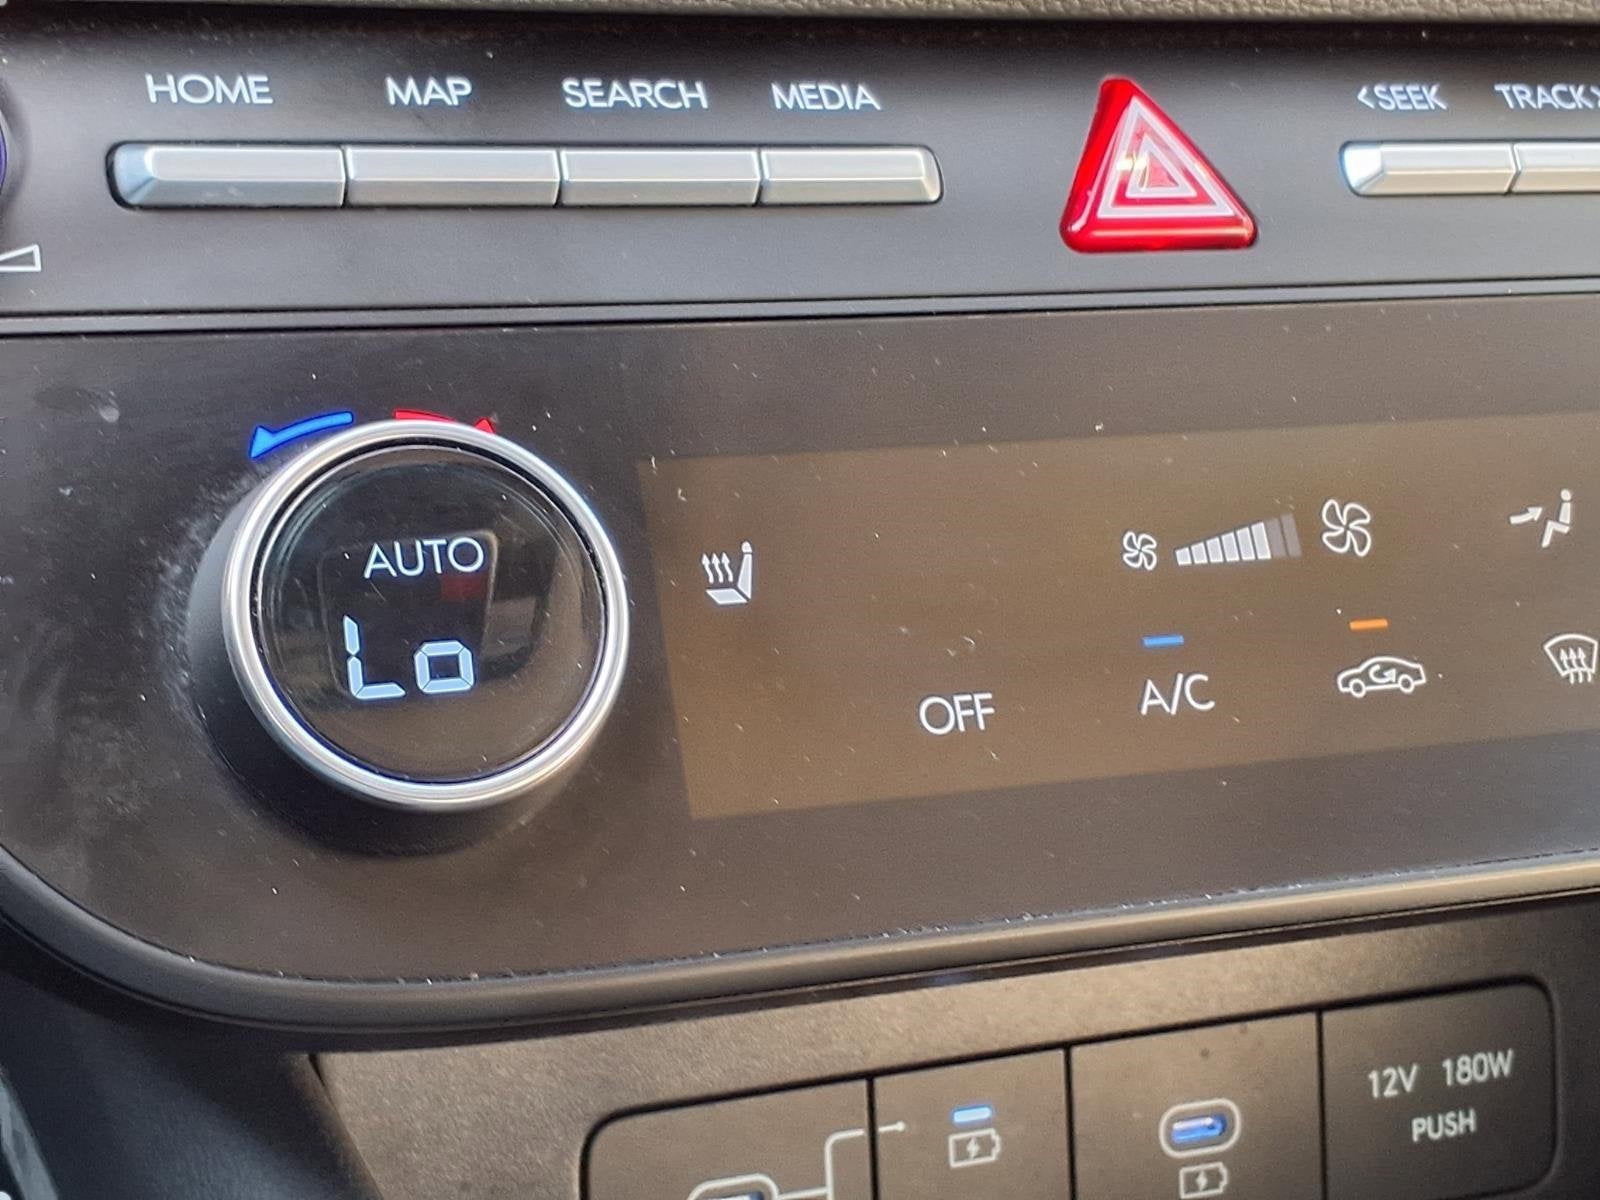 HOME MAP SEARCH MEDIA <SEEK TRACK>
AUTO
Lo
OFF A/C
12V 180W
PUSH